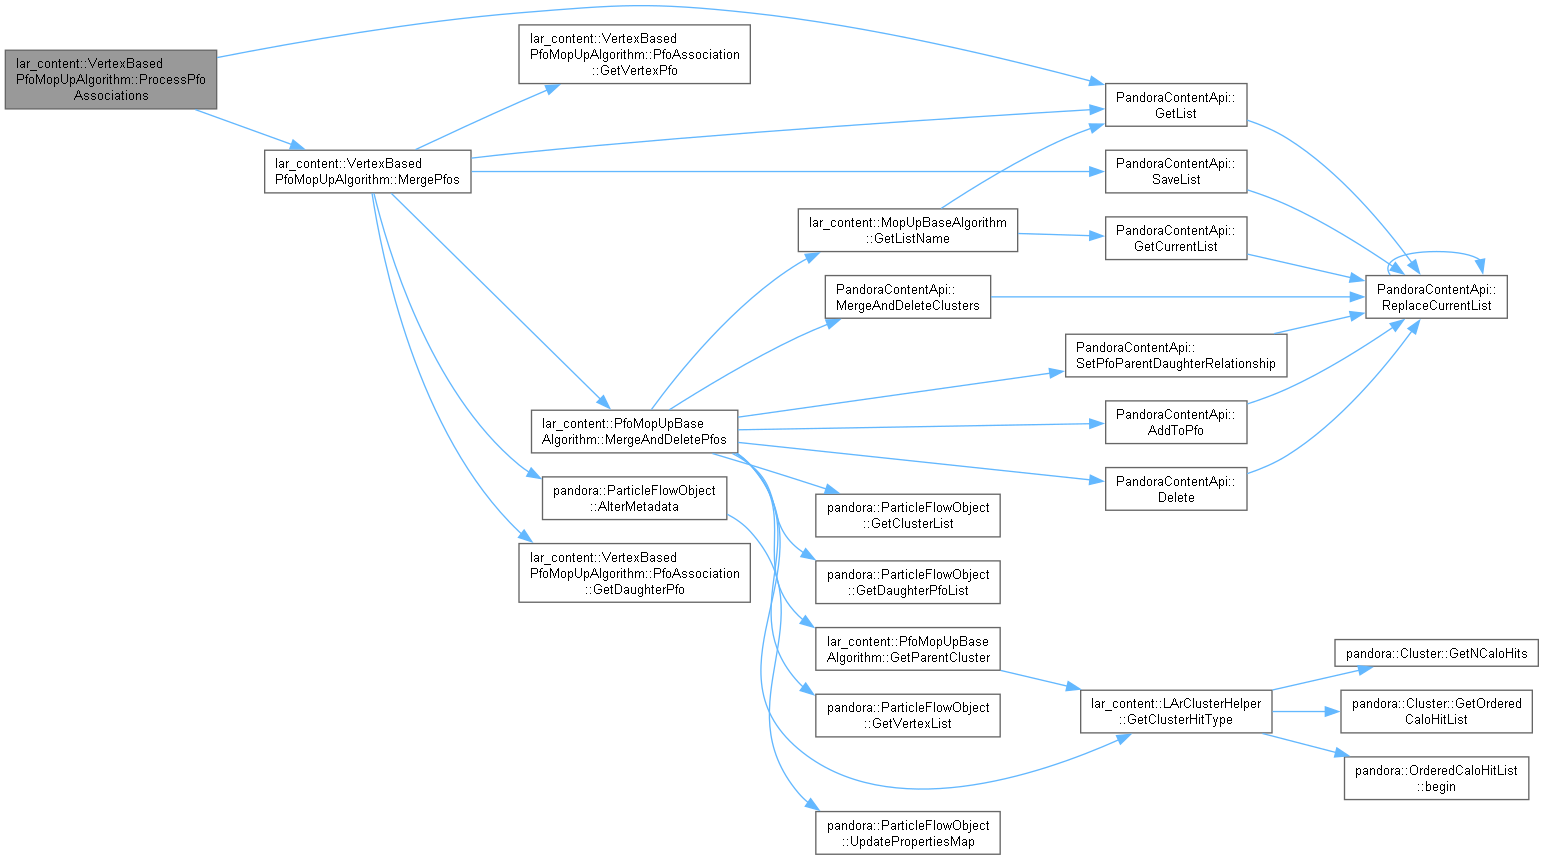 lar_content::VertexBased
PfoMopUpAlgorithm::ProcessPfo
Associations
lar_content::VertexBased
PfoMopUpAlgorithm::MergePfos
lar_content::VertexBased
PfoMopUpAlgorithm::PfoAssociation
::GetVertexPfo
lar_content::PfoMopUpBase
Algorithm::MergeAndDeletePfos
pandora::ParticleFlowObject
::AlterMetadata
lar_content::VertexBased
PfoMopUpAlgorithm::PfoAssociation
::GetDaughterPfo
lar_content::MopUpBaseAlgorithm
::GetListName
PandoraContentApi::
MergeAndDeleteClusters
pandora::ParticleFlowObject
::GetClusterList
pandora::ParticleFlowObject
::GetDaughterPfoList
lar_content::PfoMopUpBase
Algorithm::GetParentCluster
pandora::ParticleFlowObject
::GetVertexList
pandora::ParticleFlowObject
::UpdatePropertiesMap
PandoraContentApi::
GetList
PandoraContentApi::
SaveList
PandoraContentApi::
GetCurrentList
PandoraContentApi::
SetPfoParentDaughterRelationship
PandoraContentApi::
AddToPfo
PandoraContentApi::
Delete
lar_content::LArClusterHelper
::GetClusterHitType
PandoraContentApi::
ReplaceCurrentList
pandora::Cluster::GetNCaloHits
pandora::Cluster::GetOrdered
CaloHitList
pandora::OrderedCaloHitList
::begin